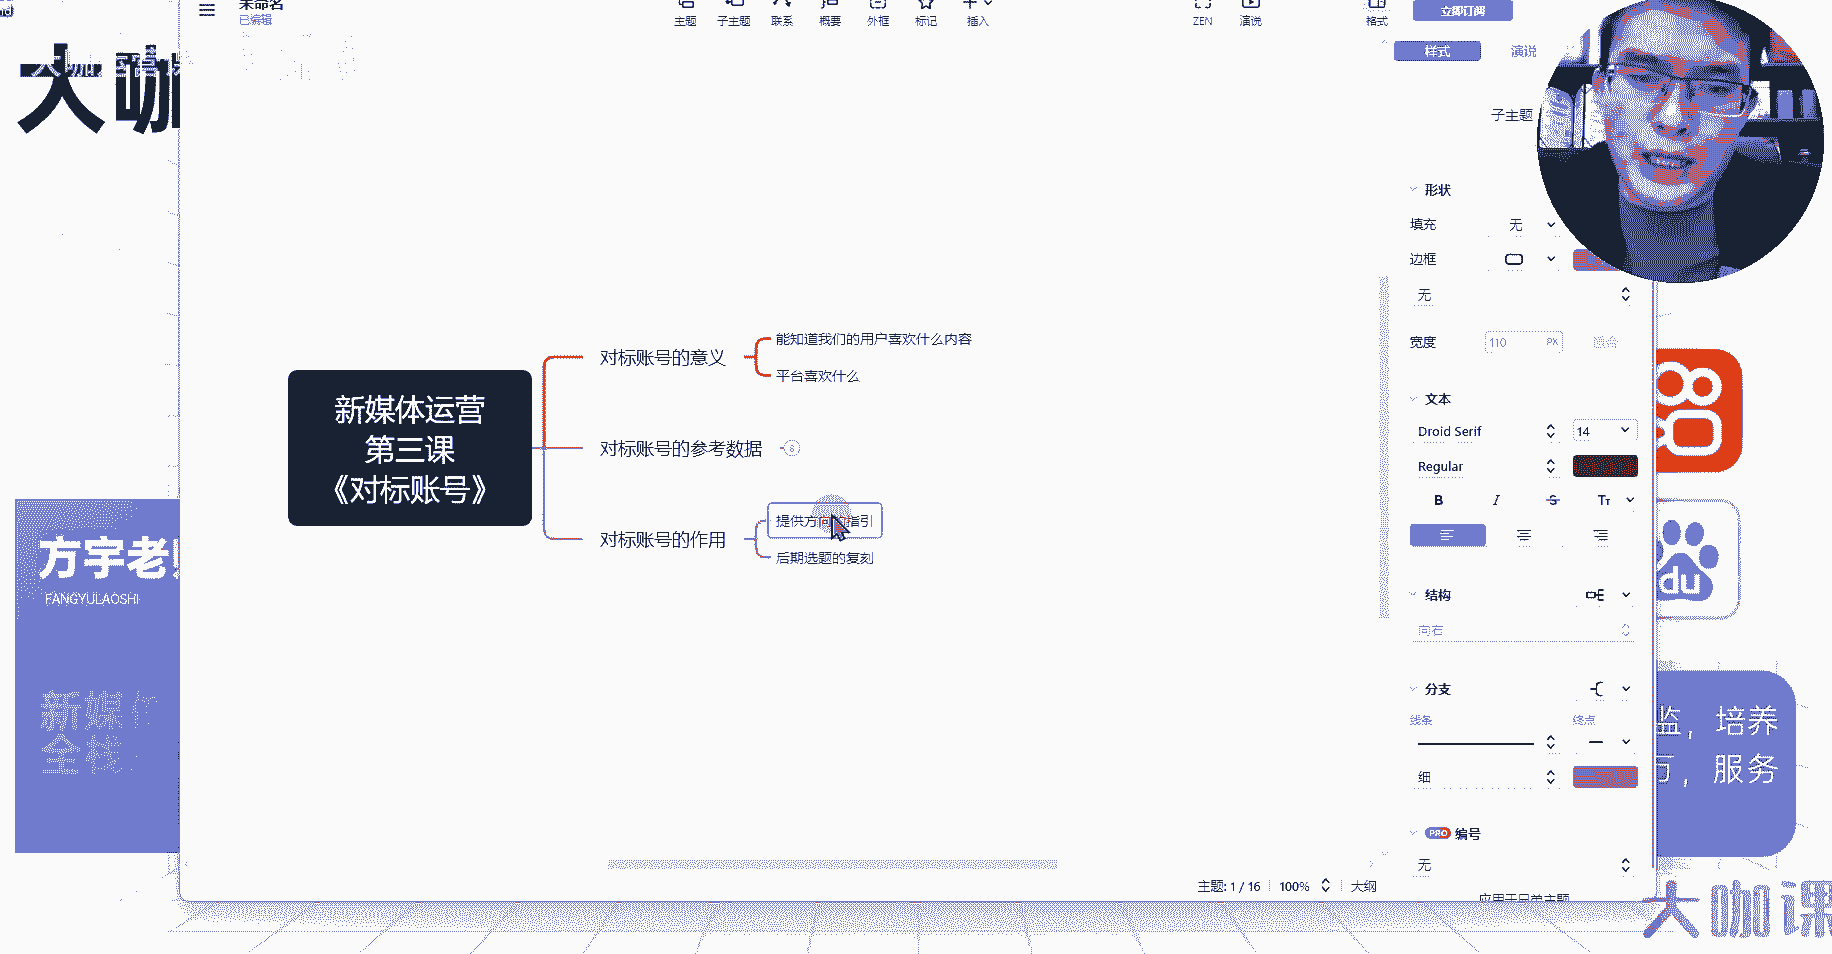 未命名
已编辑
主题
子主题
联系
概要
外框
标记
插入
ZEN
演说
格式
立即订阅
大咖
样式
演说
子主题
形状
填充
无
边框
无
宽度
110
PX
文本
Droid Serif
14
Regular
B
I
S
Tт
结构
向右
分支
线条
终点
细
PRO
编号
无
新媒体运营
第三课
《对标账号》
对标账号的意义
能知道我们的用户喜欢什么内容
平台喜欢什么
对标账号的参考数据
6
对标账号的作用
提供方向
指引
后期选题的复刻
方宇老
FANGYULAOSHI
新媒
全栈
du
监，培养
万，服务
主题: 1 / 16
100%
大纲
大咖课